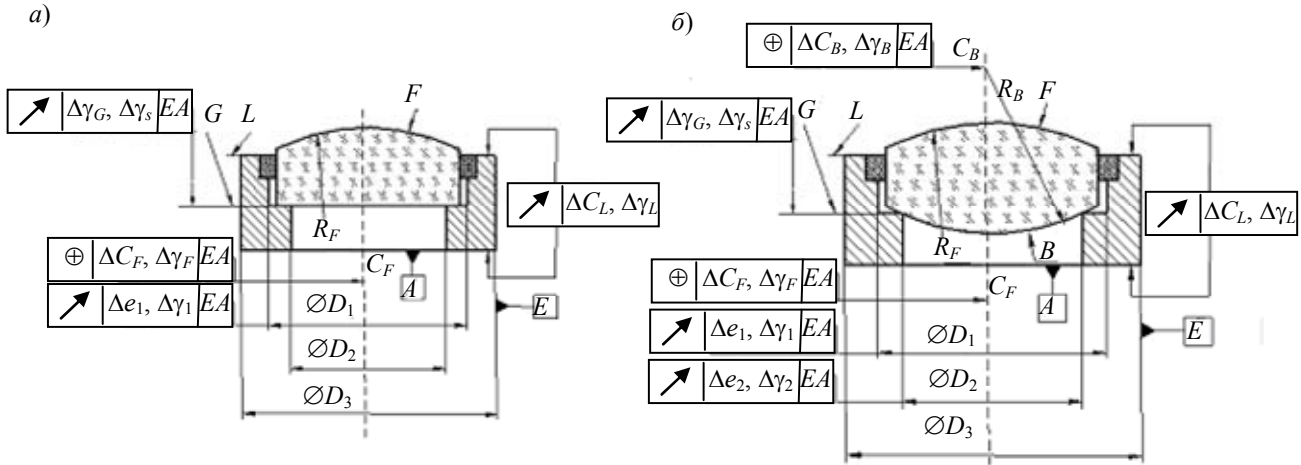 а)
⊕ ΔC_F, Δγ_F EA
↗ Δγ_G, Δγ_s EA
G
L
F
R_F
↗ ΔC_L, Δγ_L
C_F
A
↗ Δe_1, Δγ_1 EA
∅D_1
E
∅D_2
∅D_3
б)
⊕ ΔC_B, Δγ_B EA
C_B
R_B
F
↗ Δγ_G, Δγ_s EA
G
L
↗ ΔC_L, Δγ_L
R_F
B
⊕ ΔC_F, Δγ_F EA
C_F
A
↗ Δe_1, Δγ_1 EA
∅D_1
E
↗ Δe_2, Δγ_2 EA
∅D_2
∅D_3